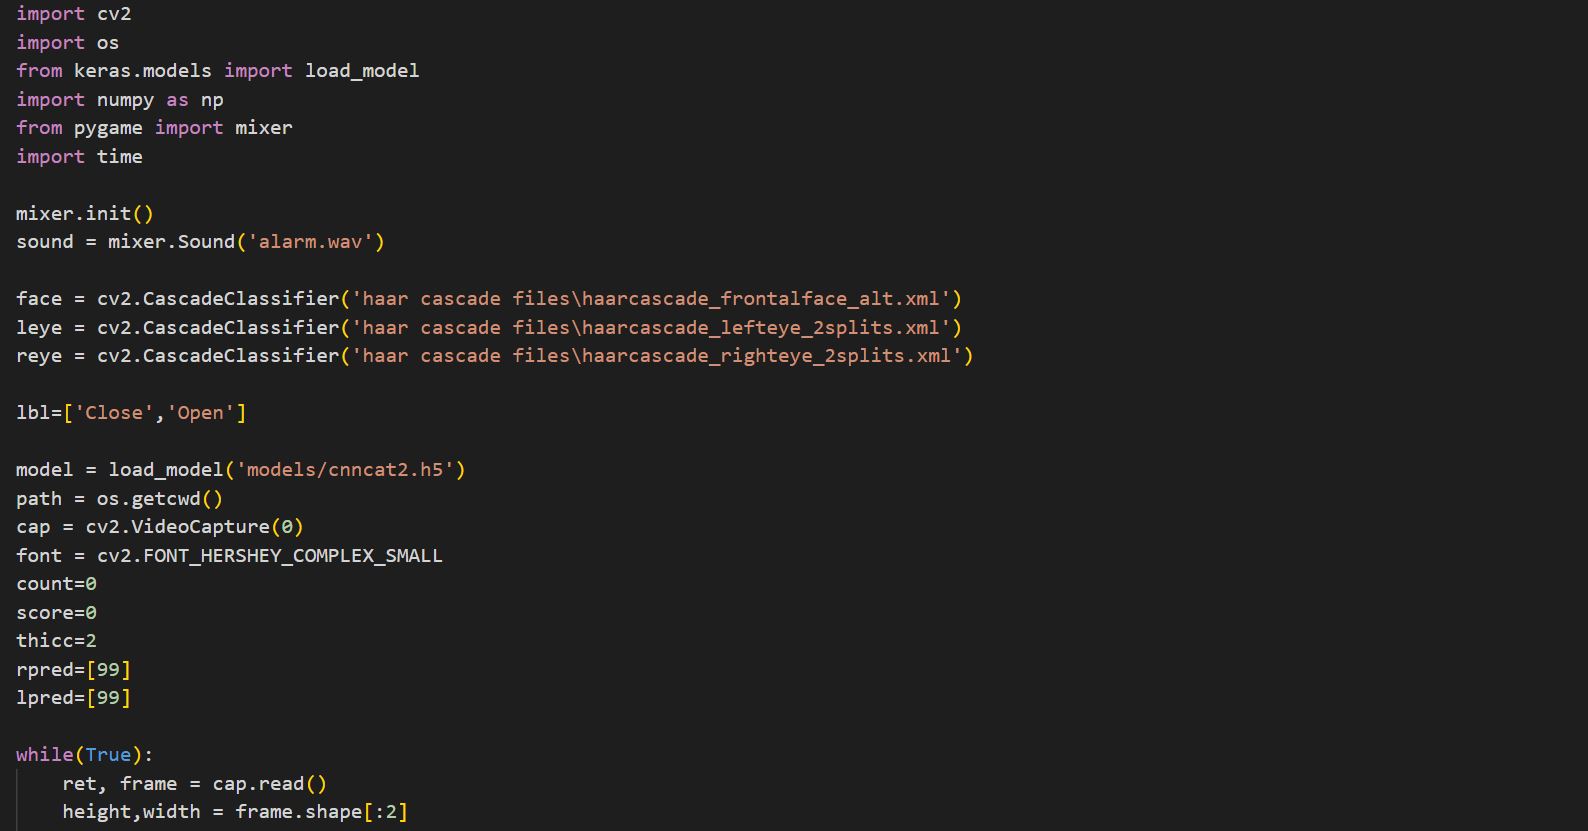 import cv2
import os
from keras.models import load_model
import numpy as np
from pygame import mixer
import time
mixer.init()
sound = mixer.Sound('alarm.wav')
face = cv2.CascadeClassifier('haar cascade files\haarcascade_frontalface_alt.xml')
leye = cv2.CascadeClassifier('haar cascade files\haarcascade_lefteye_2splits.xml')
reye = cv2.CascadeClassifier('haar cascade files\haarcascade_righteye_2splits.xml')
lbl=['Close','Open']
model = load_model('models/cnncat2.h5')
path = os.getcwd()
cap = cv2.VideoCapture(0)
font = cv2.FONT_HERSHEY_COMPLEX_SMALL
count=0
score=0
thicc=2
rpred=[99]
lpred=[99]
while(True):
    ret, frame = cap.read()
    height,width = frame.shape[:2]